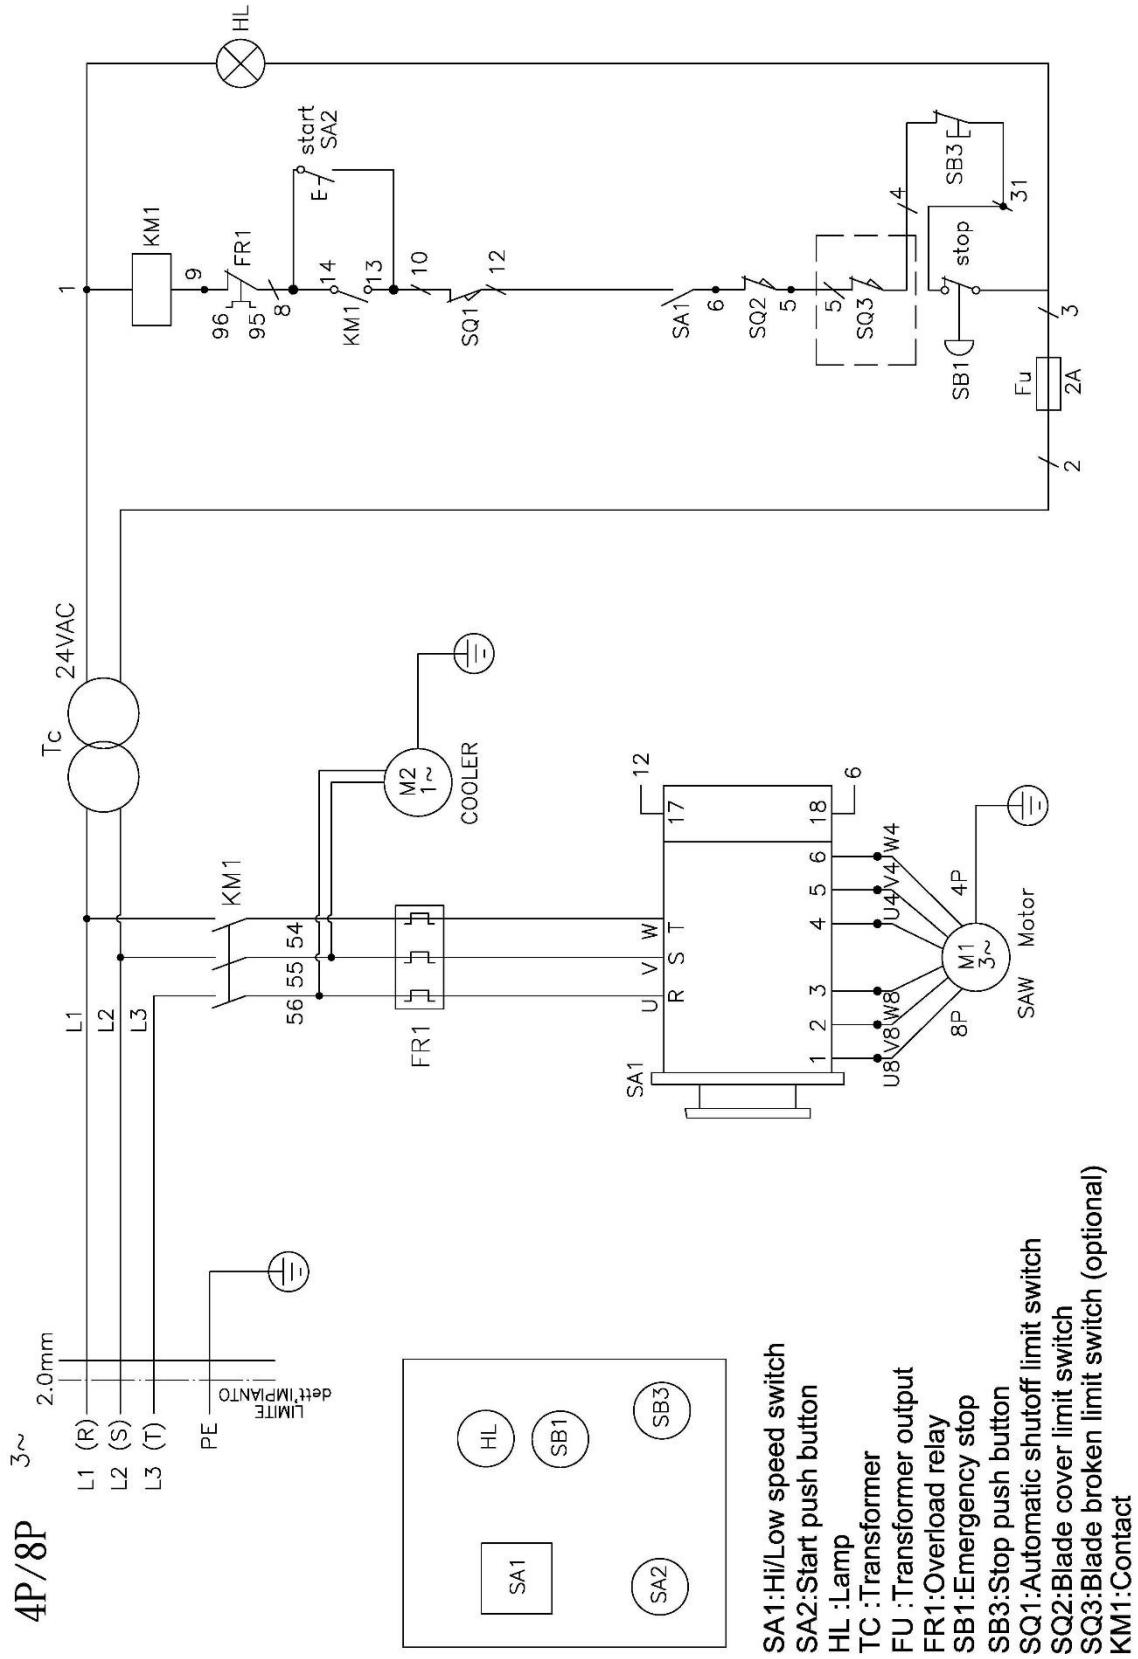 4P/8P
3~
2.0mm
L1 (R)
L2 (S)
L3 (T)
PE
LIMITE
dett'IMPIANTO
L1
L2
L3
KM1
56 55 54
FR1
Tc
24VAC
M2
1~
COOLER
SA1
U V W
R S T
17
12
18
6
1 2 3 4 5 6
U8 V8 W8 U4 V4 W4
8P
4P
M1
3~
SAW Motor
1
HL
KM1
9
96
95
FR1
8
14
KM1
13
start
SA2
E
10
SQ1
12
SA1
6
SQ2
5
5
SQ3
4
SB3
31
stop
SB1
3
Fu
2A
2
HL
SB1
SA1
SA2
SB3
SA1:Hi/Low speed switch
SA2:Start push button
HL :Lamp
TC :Transformer
FU :Transformer output
FR1:Overload relay
SB1:Emergency stop
SB3:Stop push button
SQ1:Automatic shutoff limit switch
SQ2:Blade cover limit switch
SQ3:Blade broken limit switch (optional)
KM1:Contact